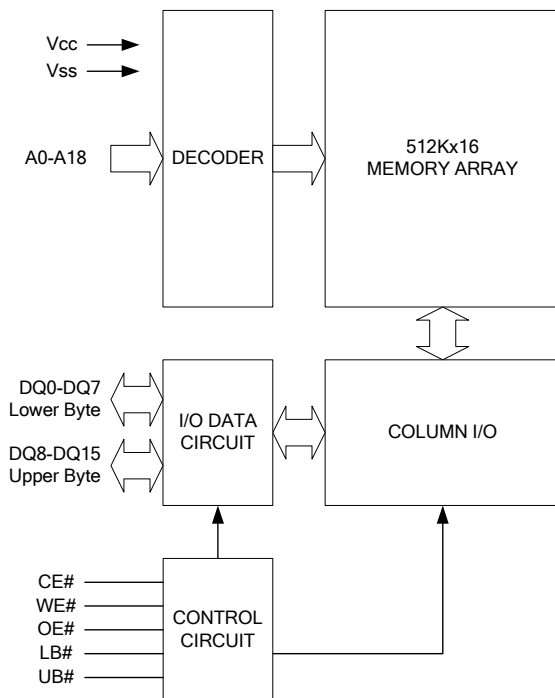 Vcc
Vss
A0-A18
DECODER
512Kx16
MEMORY ARRAY
DQ0-DQ7
Lower Byte
DQ8-DQ15
Upper Byte
I/O DATA
CIRCUIT
COLUMN I/O
CE#
WE#
OE#
LB#
UB#
CONTROL
CIRCUIT